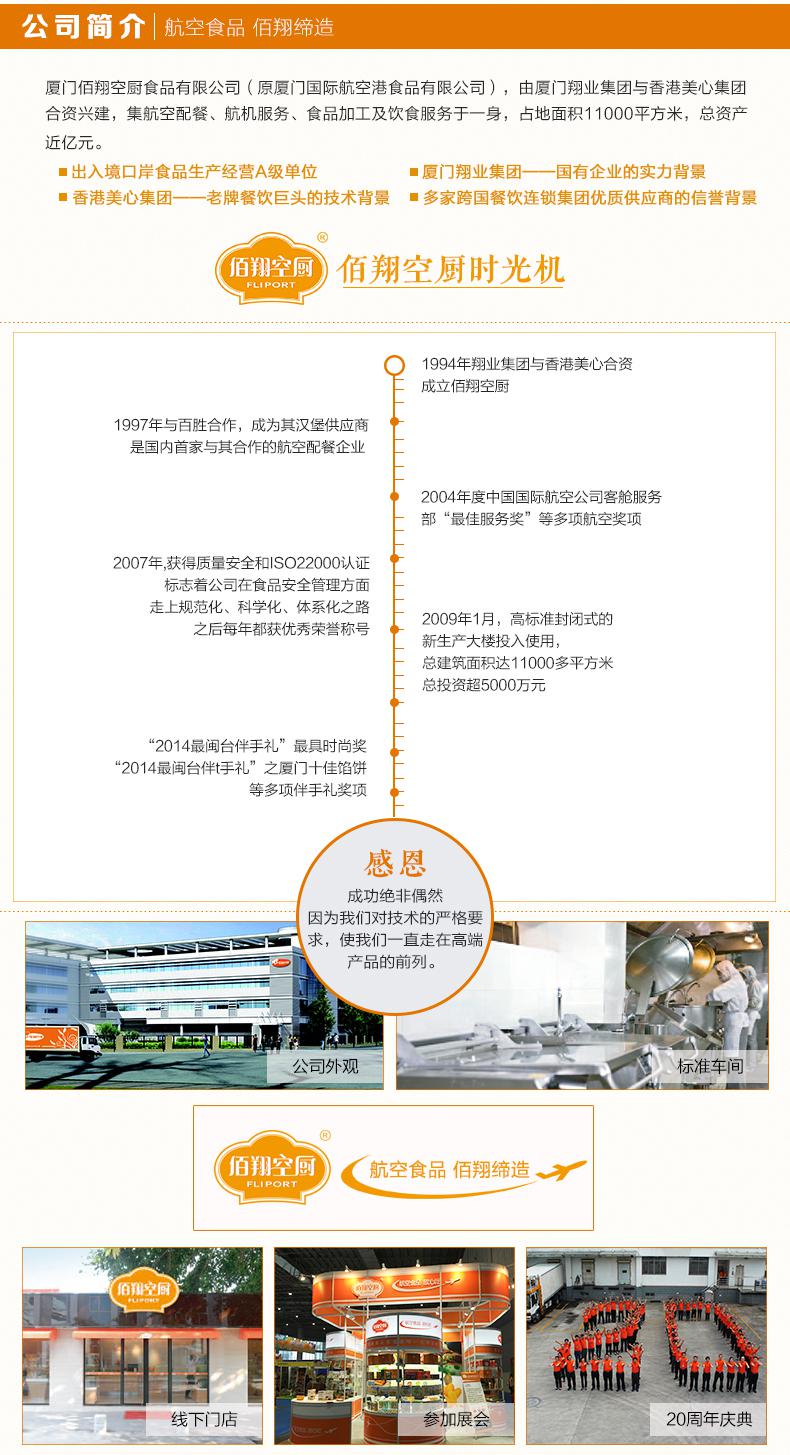 公司简介 航空食品 佰翔缔造
厦门佰翔空厨食品有限公司(原厦门国际航空港食品有限公司),由厦门翔业集团与香港美心集团
合资兴建,集航空配餐、航机服务、食品加工及饮食服务于一身,占地面积11000平方米,总资产
近亿元。
■出入境口岸食品生产经营A级单位 ■厦门翔业集团——国有企业的实力背景
■香港美心集团——老牌餐饮巨头的技术背景 ■多家跨国餐饮连锁集团优质供应商的信誉背景
佰翔空厨®
FLIPORT
佰翔空厨时光机
1994年翔业集团与香港美心合资
成立佰翔空厨
1997年与百胜合作,成为其汉堡供应商
是国内首家与其合作的航空配餐企业
2004年度中国国际航空公司客舱服务
部“最佳服务奖”等多项航空奖项
2007年,获得质量安全和ISO22000认证
标志着公司在食品安全管理方面
走上规范化、科学化、体系化之路
之后每年都获优秀荣誉称号
2009年1月,高标准封闭式的
新生产大楼投入使用,
总建筑面积达11000多平方米
总投资超5000万元
“2014最闽台伴手礼”最具时尚奖
“2014最闽台伴t手礼”之厦门十佳馅饼
等多项伴手礼奖项
感恩
成功绝非偶然
因为我们对技术的严格要
求,使我们一直走在高端
产品的前列。
公司外观
标准车间
佰翔空厨®
FLIPORT
航空食品 佰翔缔造
佰翔空厨
FLIPORT
线下门店
佰翔空厨
参加展会
20周年庆典